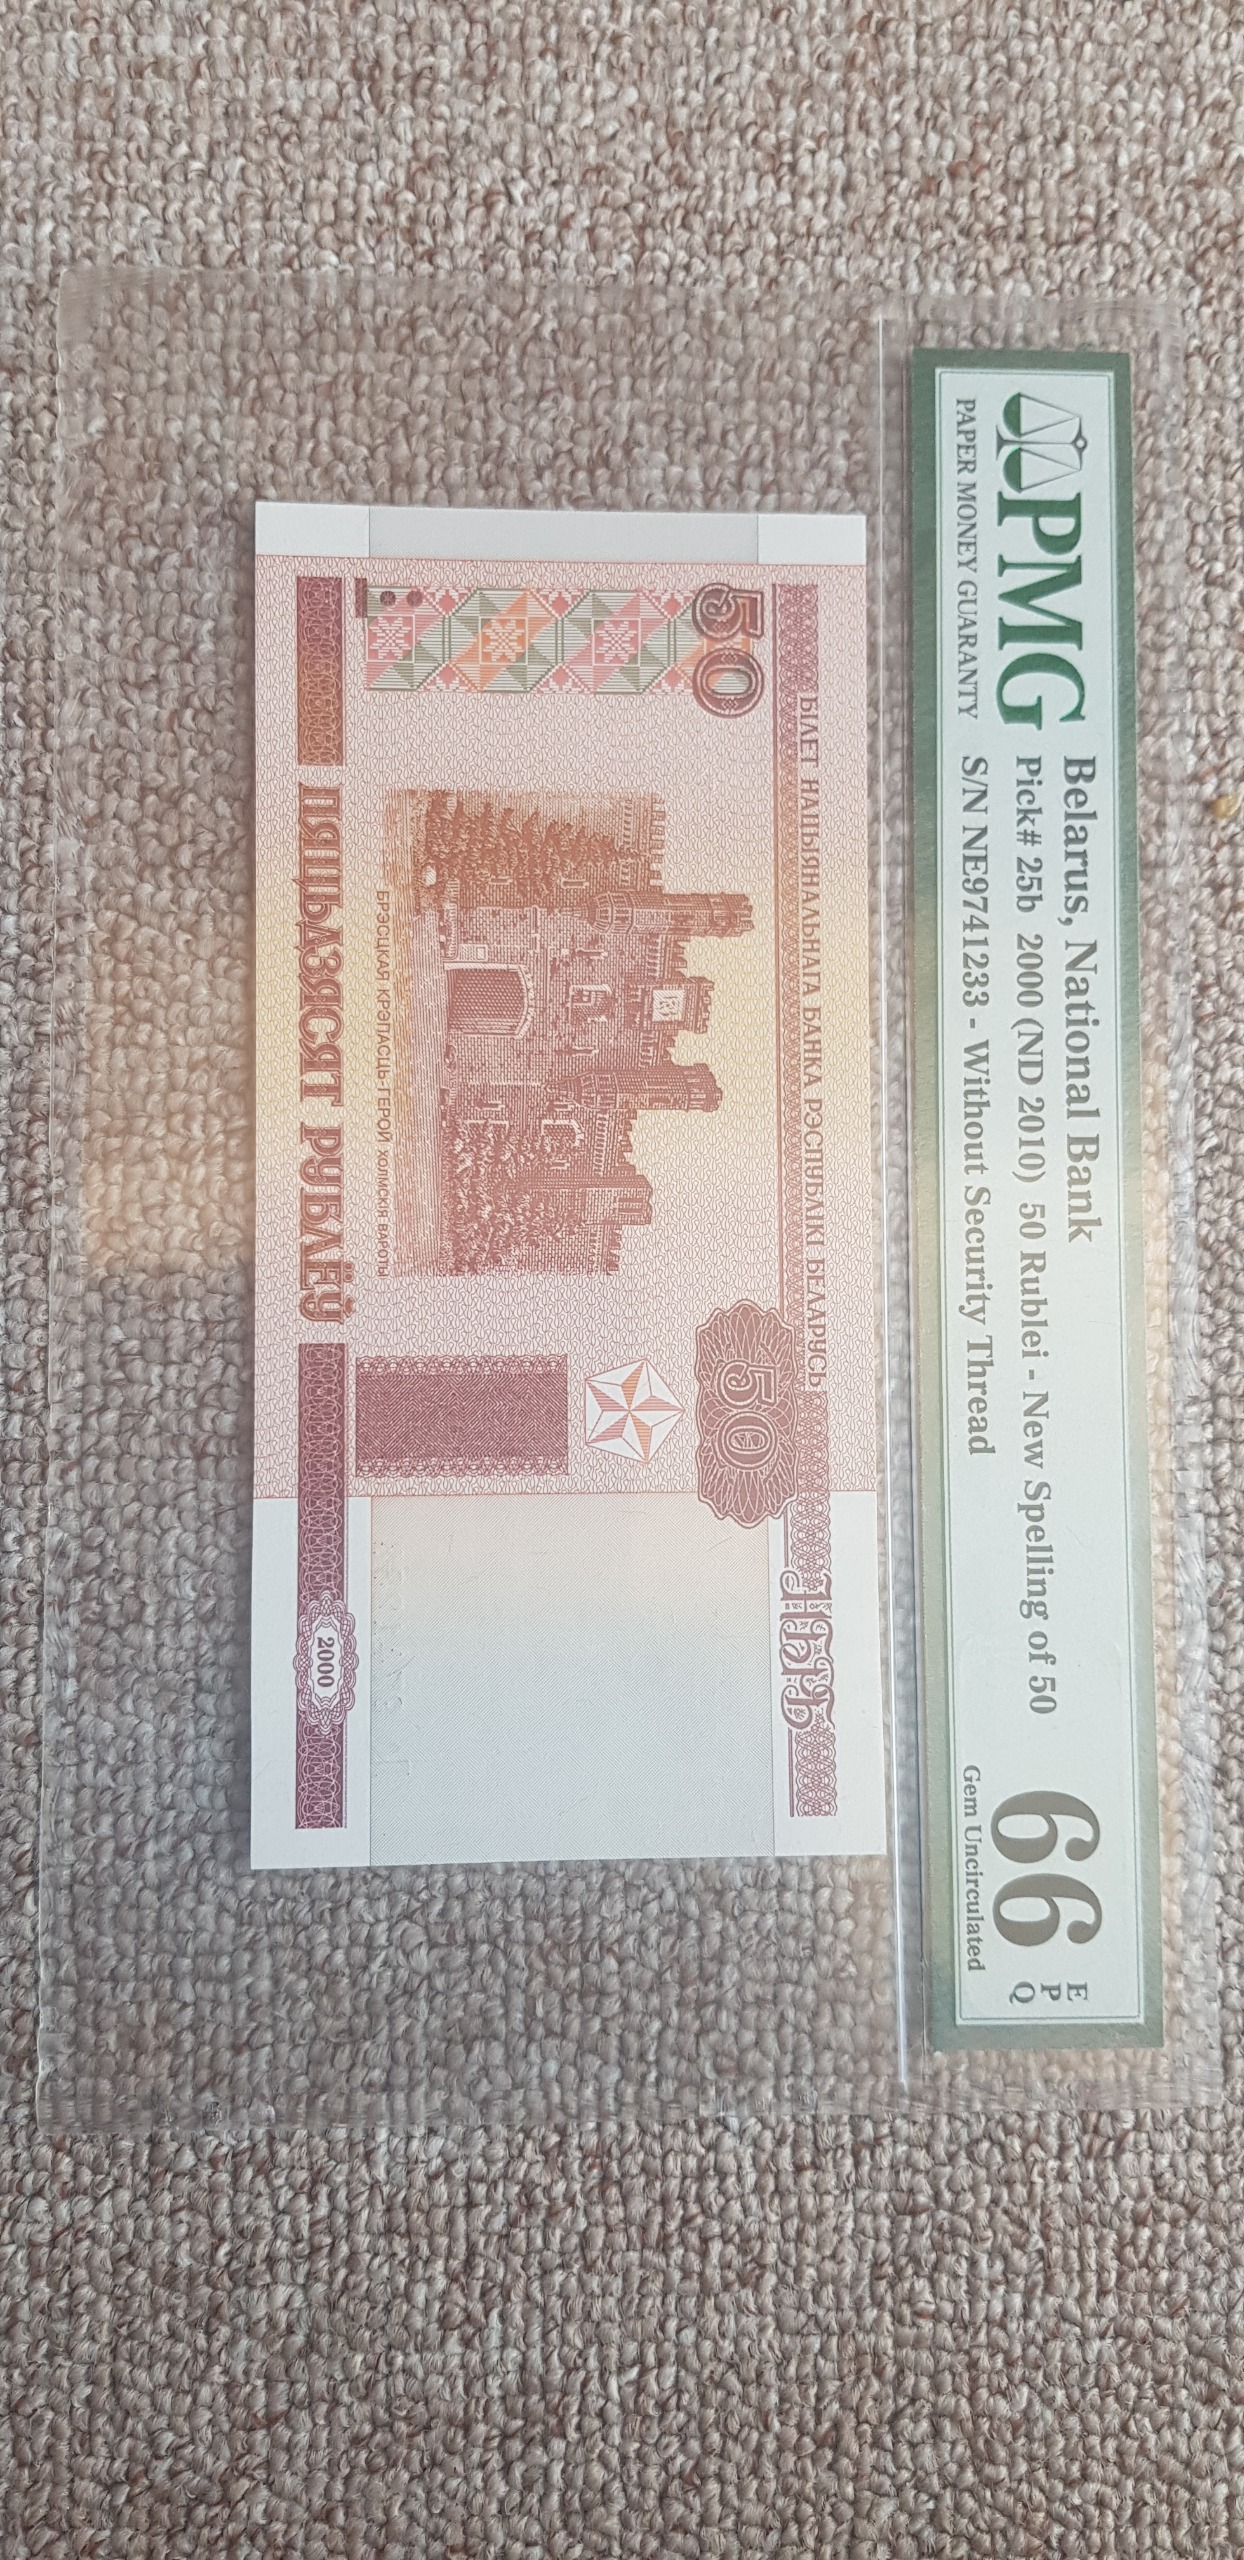 PMG
PAPER MONEY GUARANTY
Belarus, National Bank
Pick# 25b 2000 (ND 2010) 50 Rublei - New Spelling of 50
S/N NE9741233 - Without Security Thread
66
EPQ
Gem Uncirculated
БІЛЕТ НАЦЫЯНАЛЬНАГА БАНКА РЭСПУБЛІКІ БЕЛАРУСЬ
НБРБ
50
50
БРЭСЦКАЯ КРЭПАСЦЬ-ГЕРОЙ ХОЛМСКІЯ ВАРОТЫ
ПЯЦЬДЗЯСЯТ РУБЛЁЎ
2000